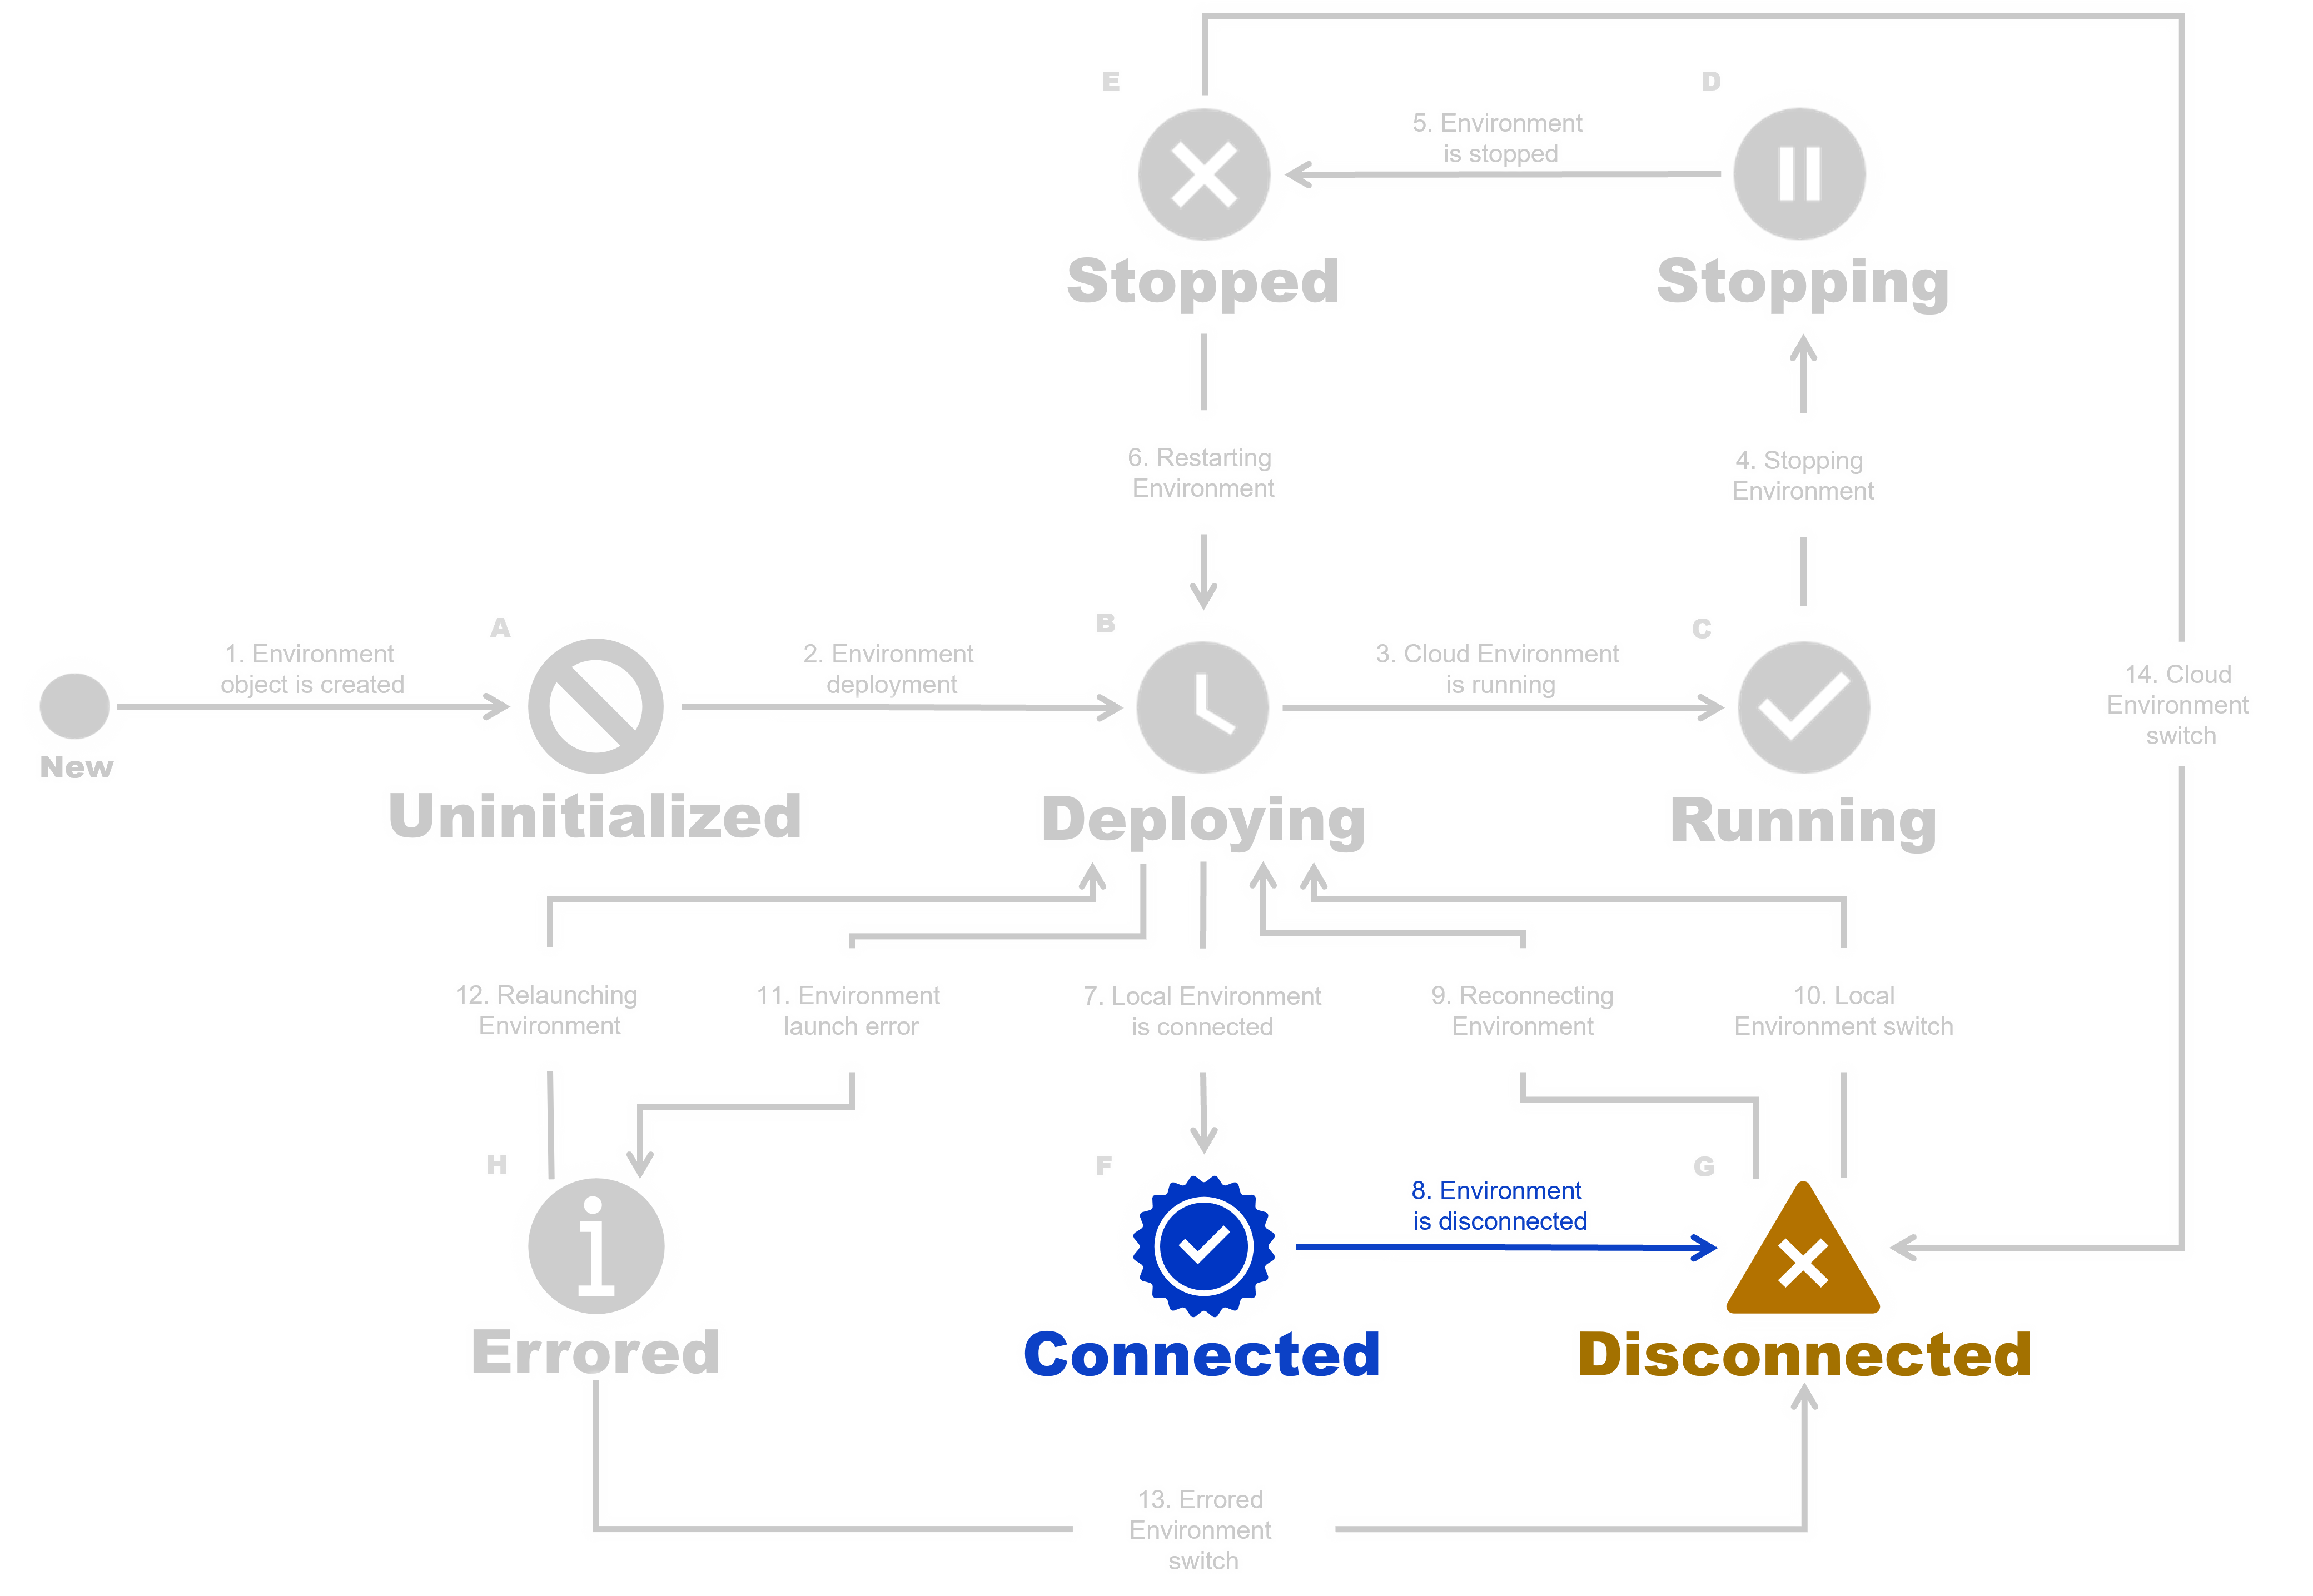 E
D
5. Environment
is stopped
Stopped
Stopping
6. Restarting
Environment
4. Stopping
Environment
A
B
C
1. Environment
object is created
2. Environment
deployment
3. Cloud Environment
is running
14. Cloud
Environment
switch
New
Uninitialized
Deploying
Running
12. Relaunching
Environment
11. Environment
launch error
7. Local Environment
is connected
9. Reconnecting
Environment
10. Local
Environment switch
H
F
G
8. Environment
is disconnected
Errored
Connected
Disconnected
13. Errored
Environment
switch